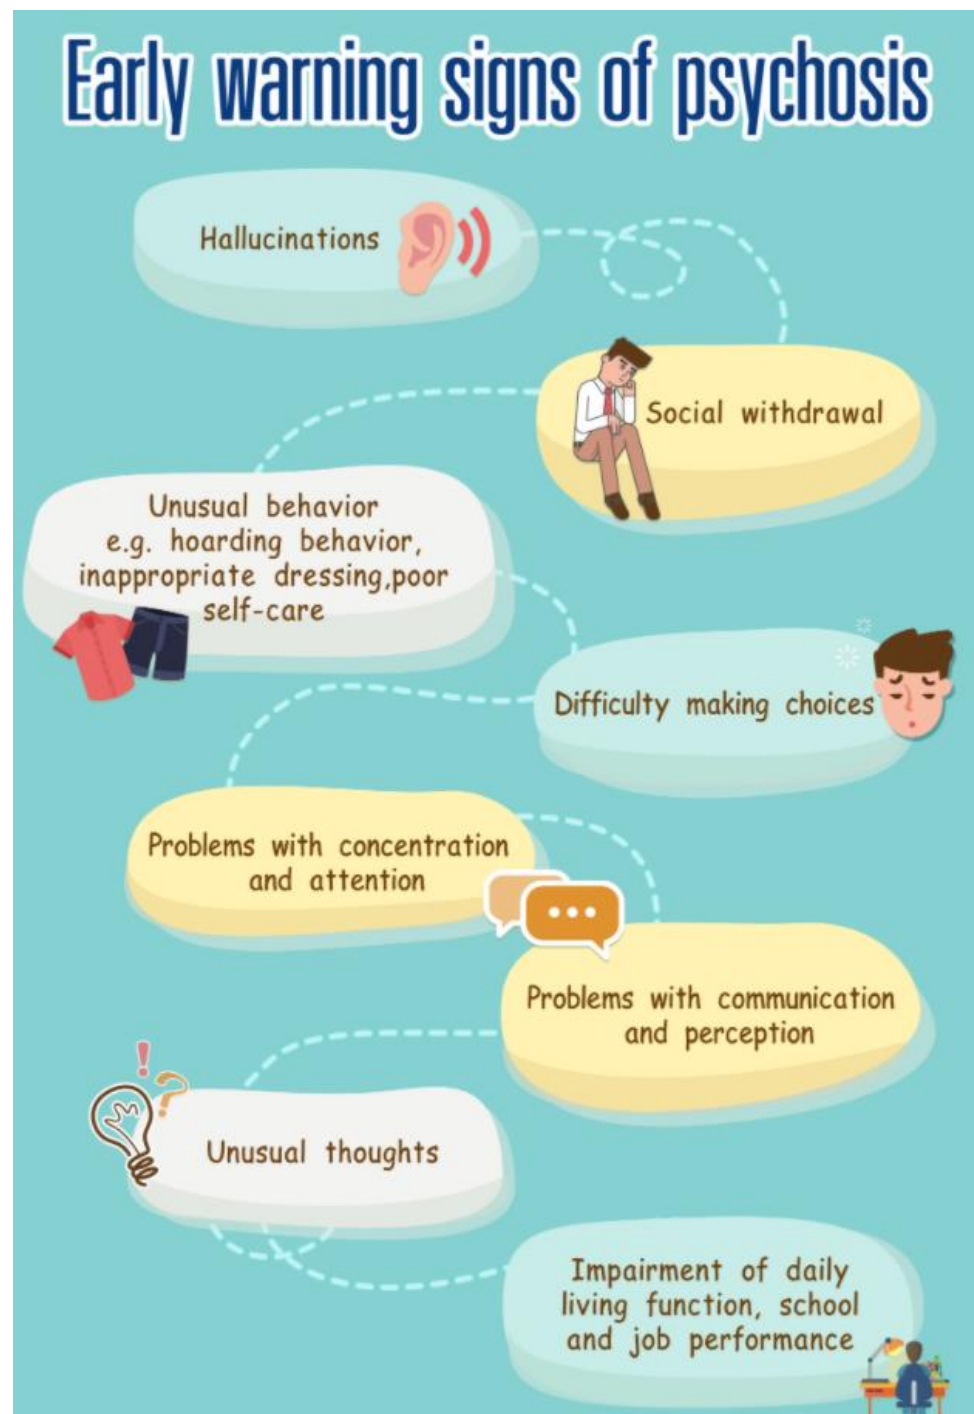 Early warning signs of psychosis
Hallucinations
Social withdrawal
Unusual behavior
e.g. hoarding behavior,
inappropriate dressing,poor
self-care
Difficulty making choices
Problems with concentration
and attention
Problems with communication
and perception
Unusual thoughts
Impairment of daily
living function, school
and job performance